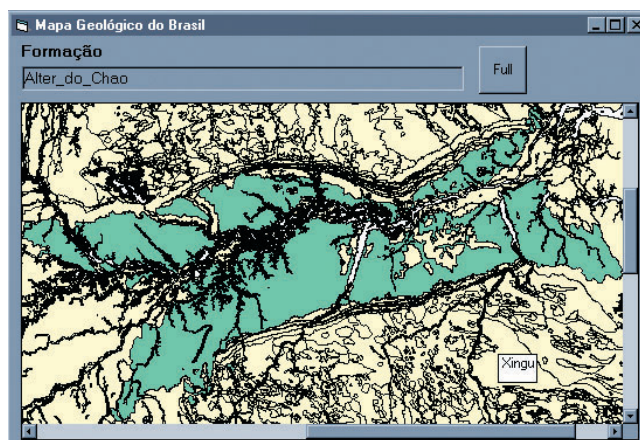 Mapa Geológico do Brasil
Formação
Alter_do_Chao
Full
Xingu